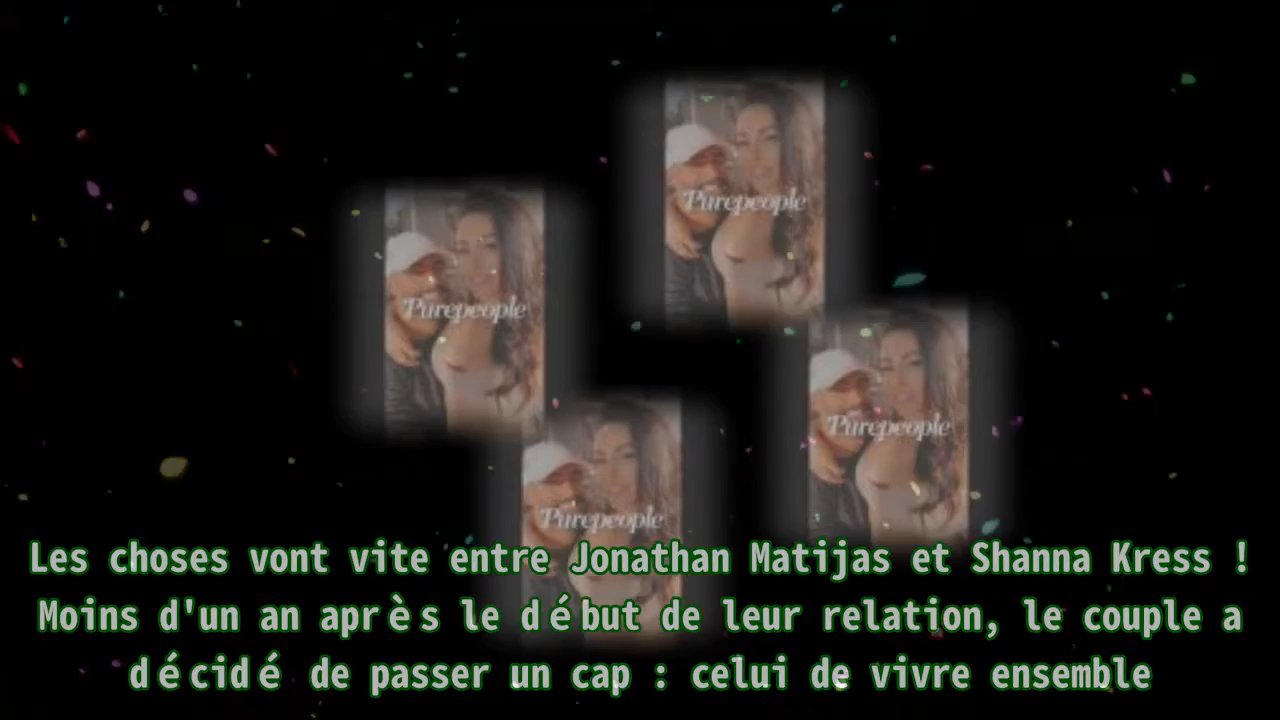 Purepeople
Purepeople
Purepeople
Purepeople
Les choses vont vite entre Jonathan Matijas et Shanna Kress !
Moins d'un an après le début de leur relation, le couple a
décidé de passer un cap : celui de vivre ensemble